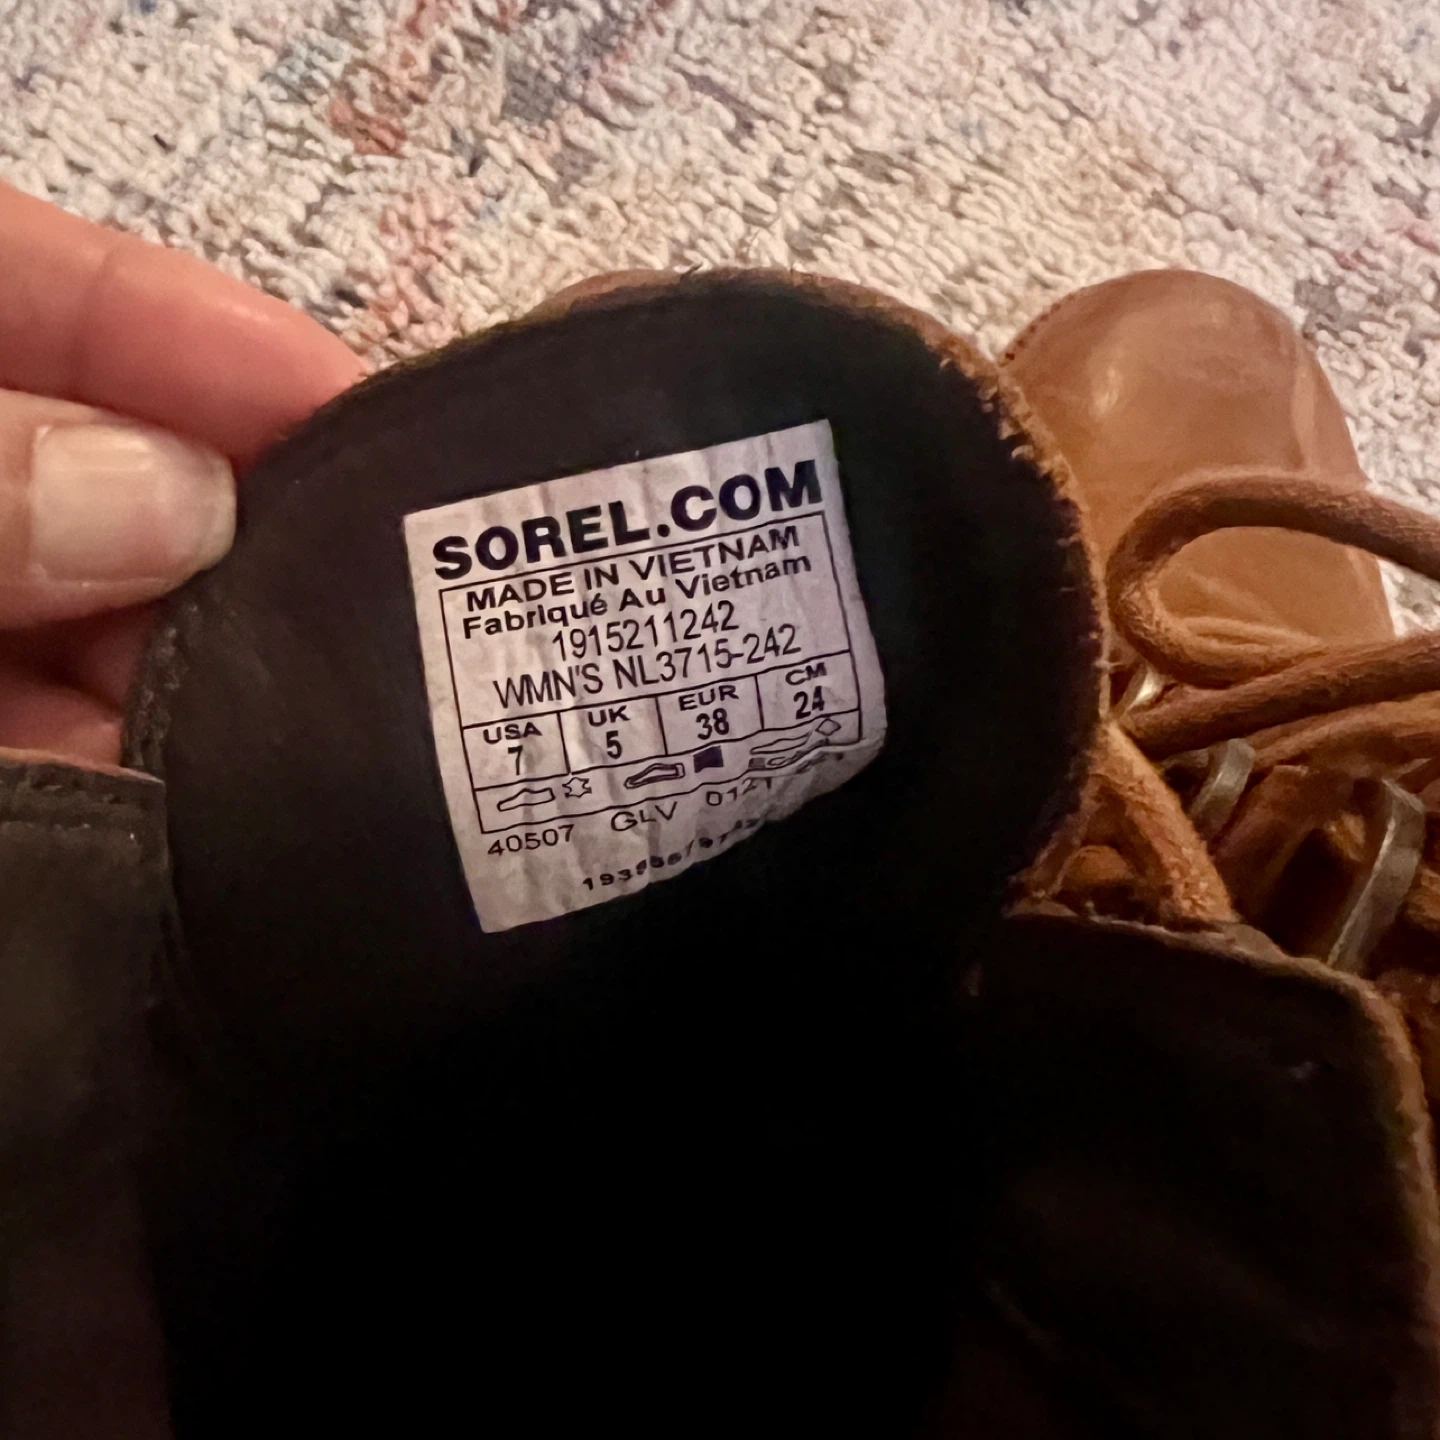 SOREL.COM
MADE IN VIETNAM
Fabriqué Au Vietnam
1915211242
WMN'S NL3715-242
USA UK EUR CM
7 5 38 24
40507 GLV